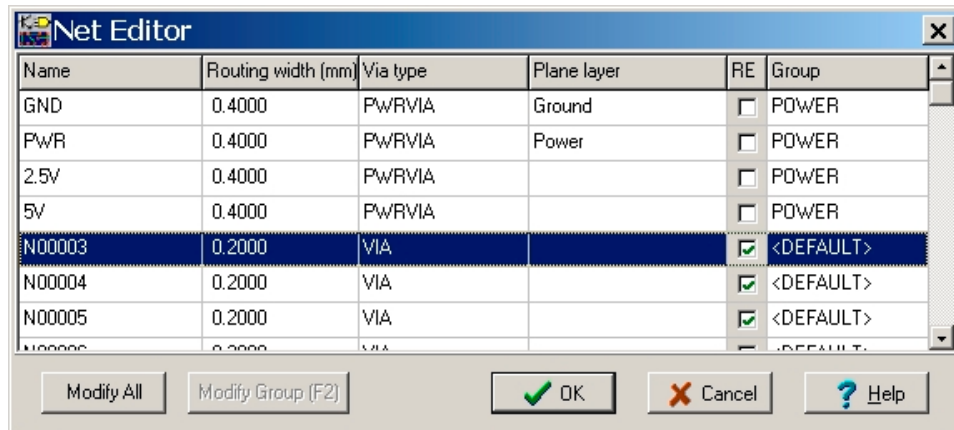 Net Editor
Name Routing width (mm) Via type Plane layer RE Group
GND 0.4000 PWRVIA Ground POWER
PWR 0.4000 PWRVIA Power POWER
2.5V 0.4000 PWRVIA POWER
5V 0.4000 PWRVIA POWER
N00003 0.2000 VIA <DEFAULT>
N00004 0.2000 VIA <DEFAULT>
N00005 0.2000 VIA <DEFAULT>
Modify All Modify Group (F2) OK Cancel Help